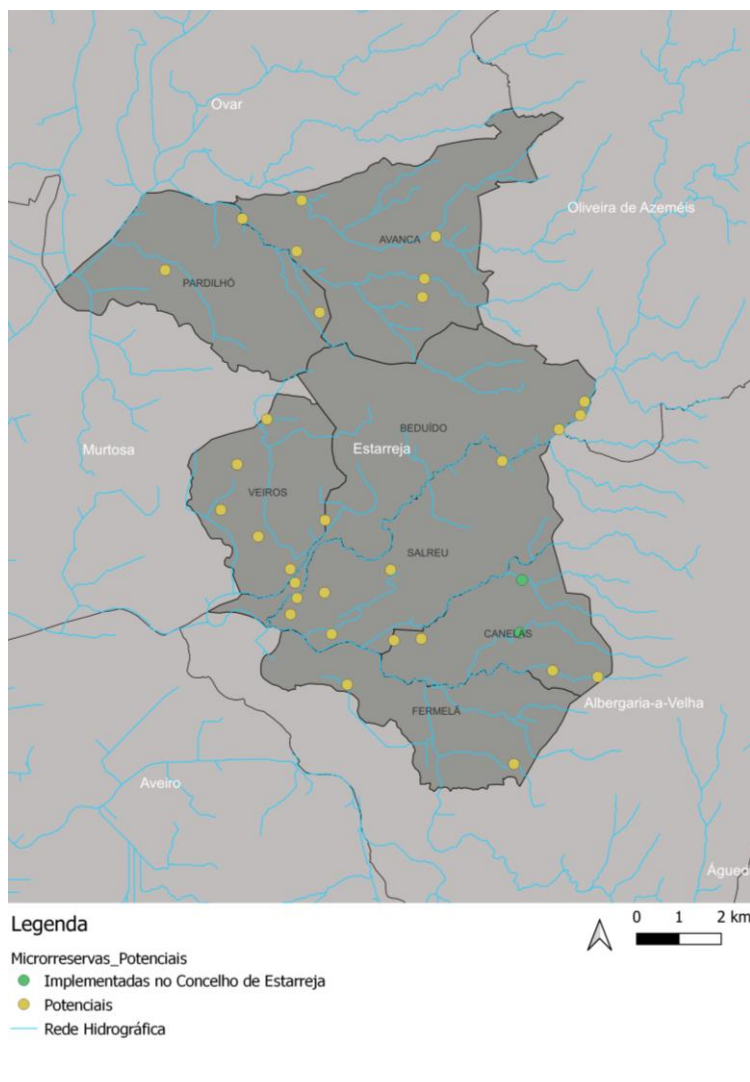 Ovar
Oliveira de Azeméis
AVANCA
PARDILHÓ
BEDUÍDO
Murtosa
Estarreja
VEIROS
SALREU
CANELAS
Albergaria-a-Velha
FERMELÃ
Aveiro
Águed
Legenda
0 1 2 km
Microrreservas_Potenciais
Implementadas no Concelho de Estarreja
Potenciais
Rede Hidrográfica